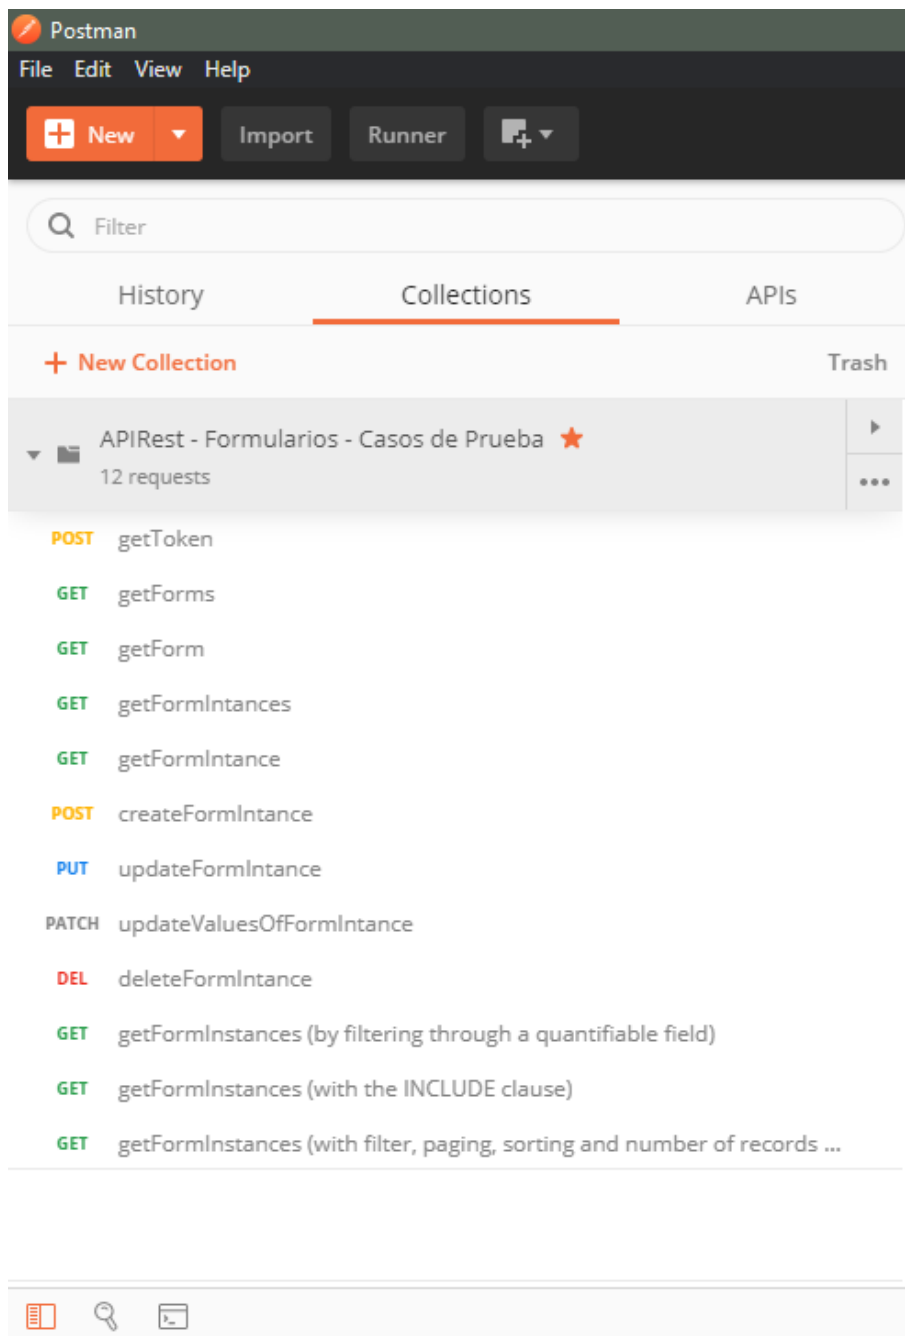 Postman
File Edit View Help
New Import Runner
Filter
History Collections APIs
+ New Collection Trash
APIRest - Formularios - Casos de Prueba
12 requests
POST getToken
GET getForms
GET getForm
GET getFormIntances
GET getFormIntance
POST createFormIntance
PUT updateFormIntance
PATCH updateValuesOfFormIntance
DEL deleteFormIntance
GET getFormInstances (by filtering through a quantifiable field)
GET getFormInstances (with the INCLUDE clause)
GET getFormInstances (with filter, paging, sorting and number of records ...